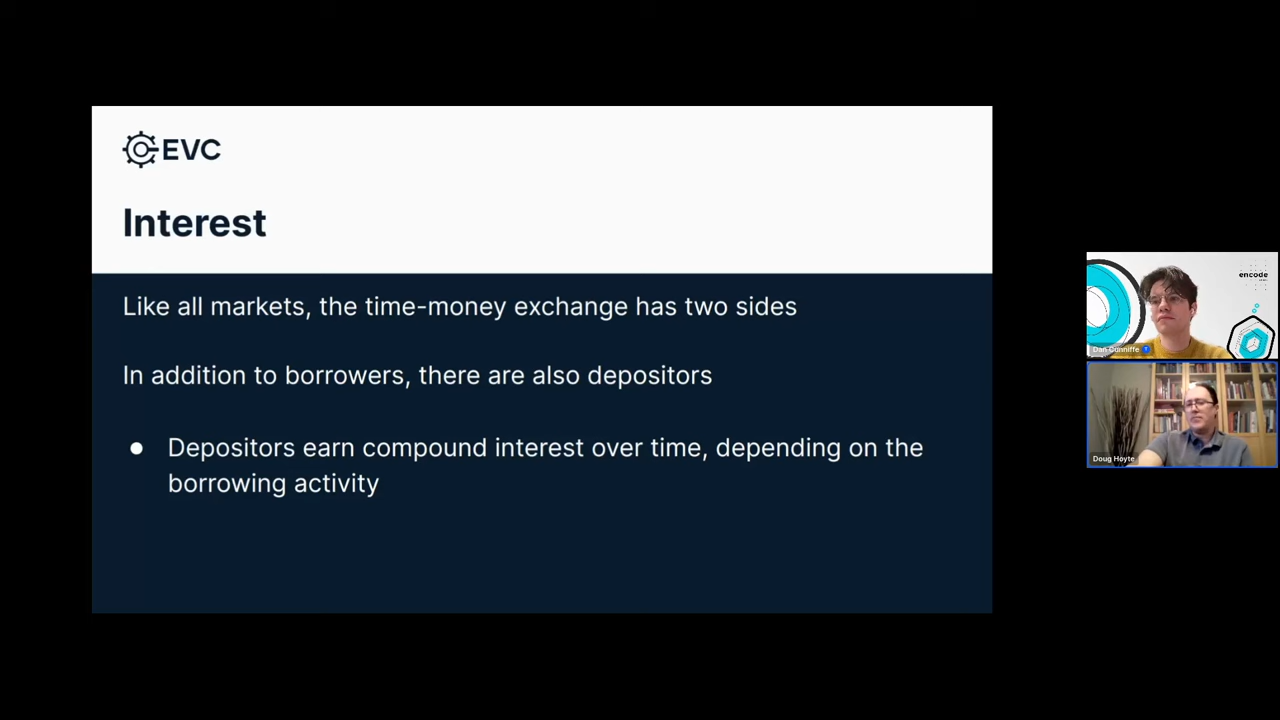 EVC
Interest
Like all markets, the time-money exchange has two sides
In addition to borrowers, there are also depositors
● Depositors earn compound interest over time, depending on the
borrowing activity
encode
Dan Cunniffe
Doug Hoyte